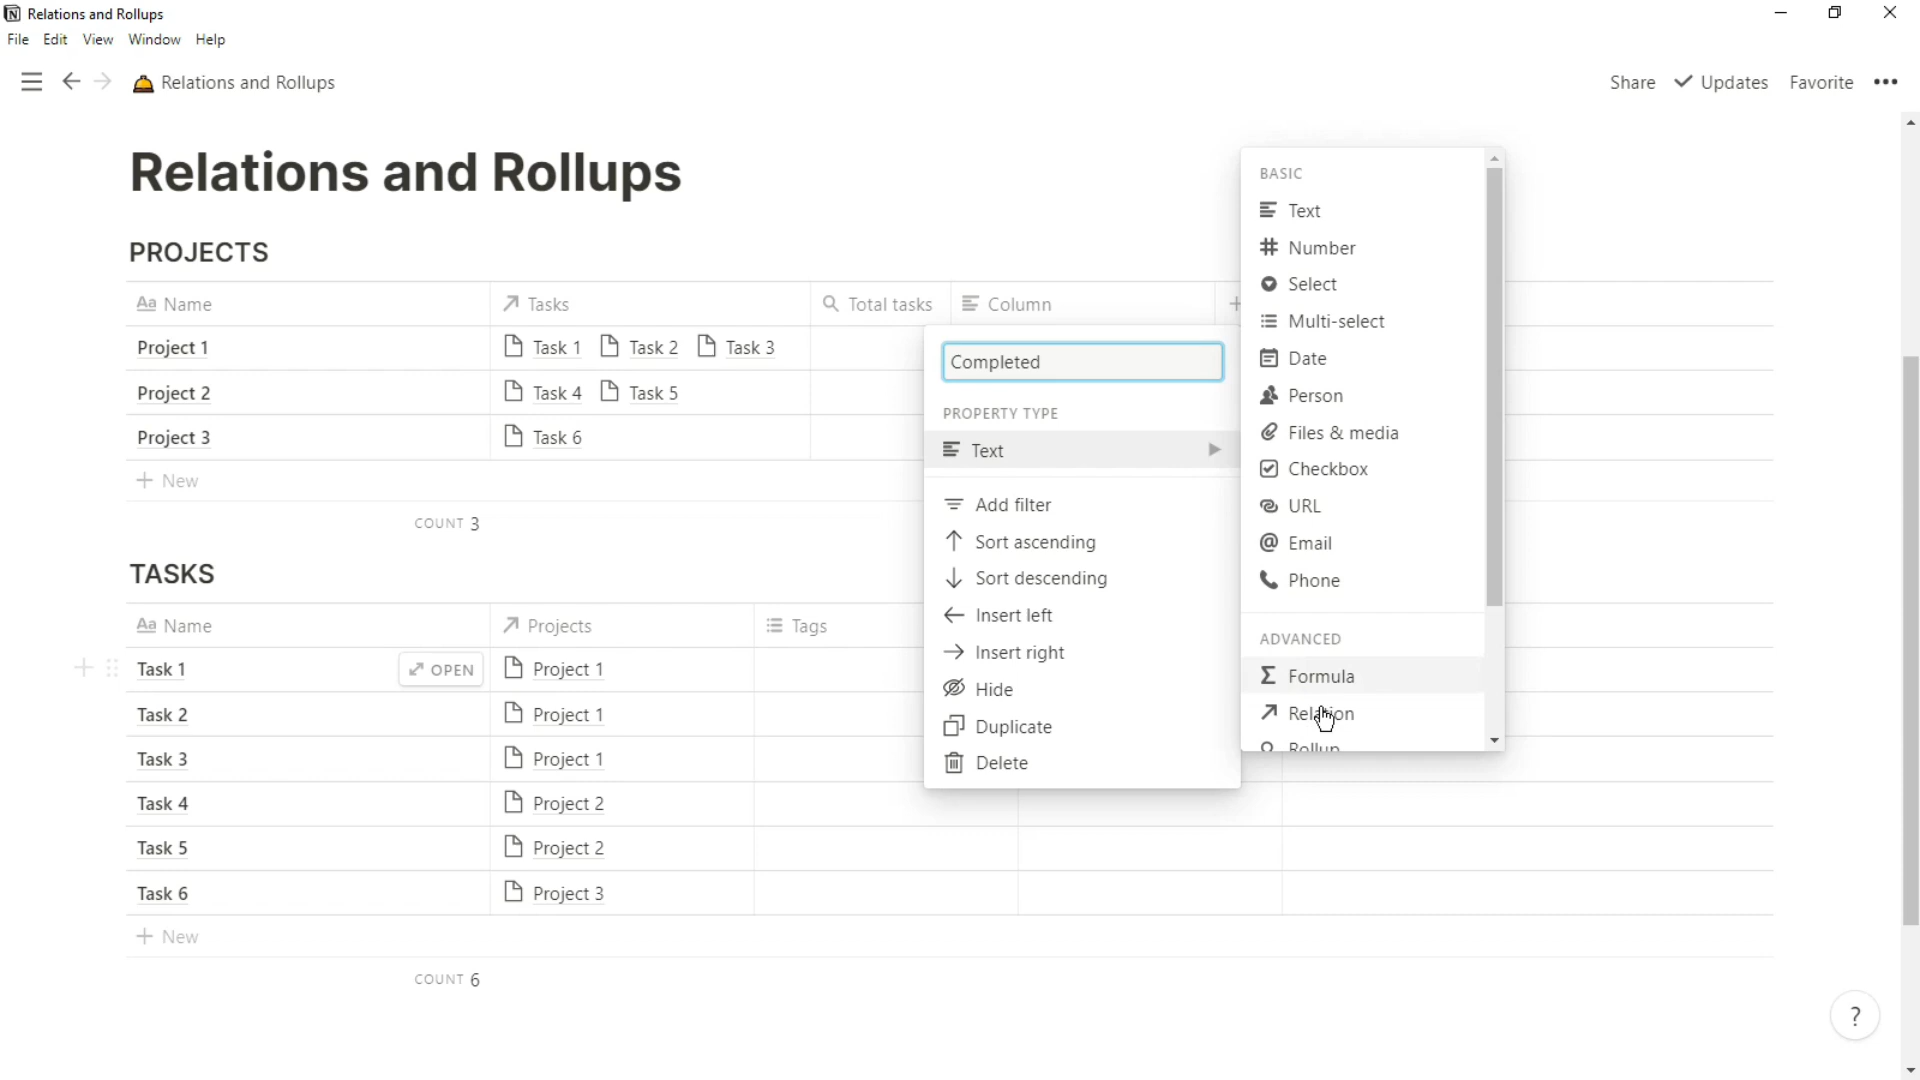 Relations and Rollups
File Edit View Window Help
Relations and Rollups
Share Updates Favorite •••
Relations and Rollups
PROJECTS
Aa Name Tasks Total tasks Column +
Project 1 Task 1 Task 2 Task 3
Project 2 Task 4 Task 5
Project 3 Task 6
+ New
COUNT 3
TASKS
Aa Name Projects Tags
Task 1 OPEN Project 1
Task 2 Project 1
Task 3 Project 1
Task 4 Project 2
Task 5 Project 2
Task 6 Project 3
+ New
COUNT 6
Completed
PROPERTY TYPE
Text
Add filter
Sort ascending
Sort descending
Insert left
Insert right
Hide
Duplicate
Delete
BASIC
Text
Number
Select
Multi-select
Date
Person
Files & media
Checkbox
URL
Email
Phone
ADVANCED
Formula
Relation
Rollup
?